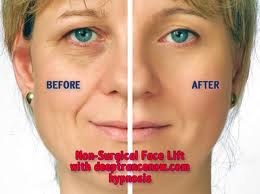 BEFORE
AFTER
Non-Surgical Face Lift
with deeptrancenow.com
hypnosis